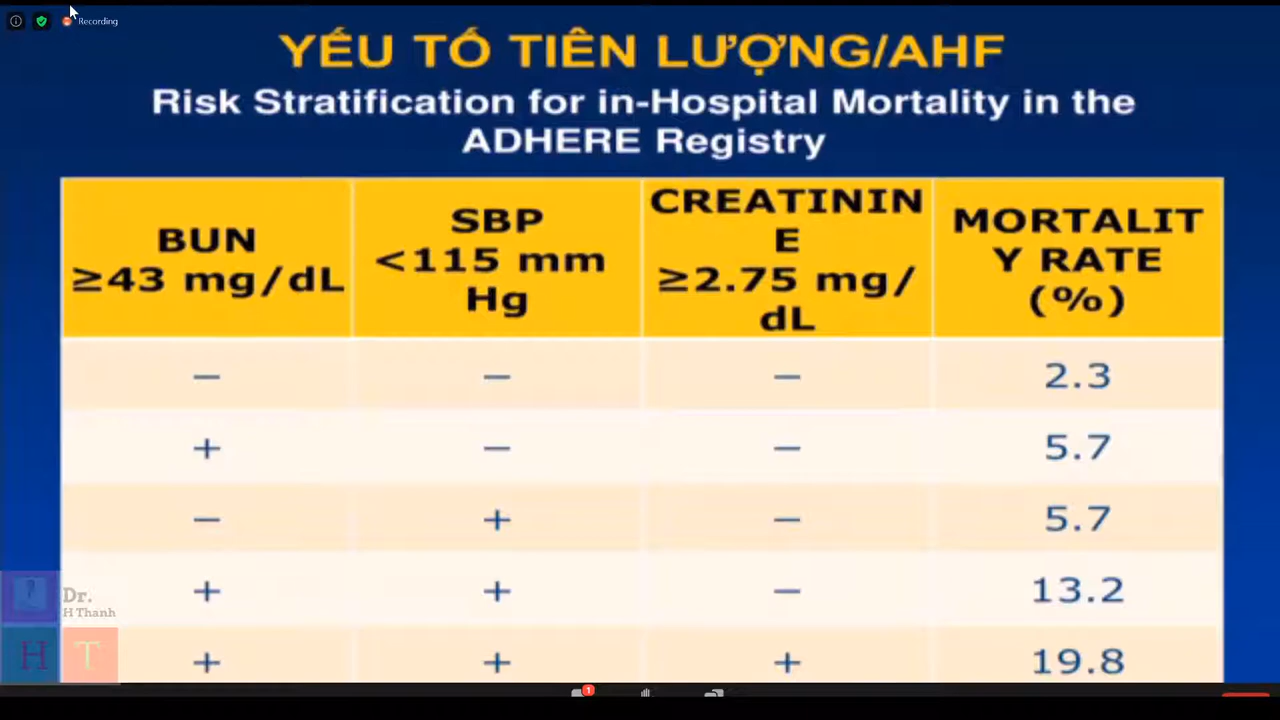 Recording
YẾU TỐ TIÊN LƯỢNG/AHF
Risk Stratification for in-Hospital Mortality in the
ADHERE Registry
BUN
≥43 mg/dL
SBP
<115 mm
Hg
CREATININ
E
≥2.75 mg/
dL
MORTALIT
Y RATE
(%)
− − − 2.3
+ − − 5.7
− + − 5.7
+ + − 13.2
+ + + 19.8
Dr.
H Thanh
H T
1